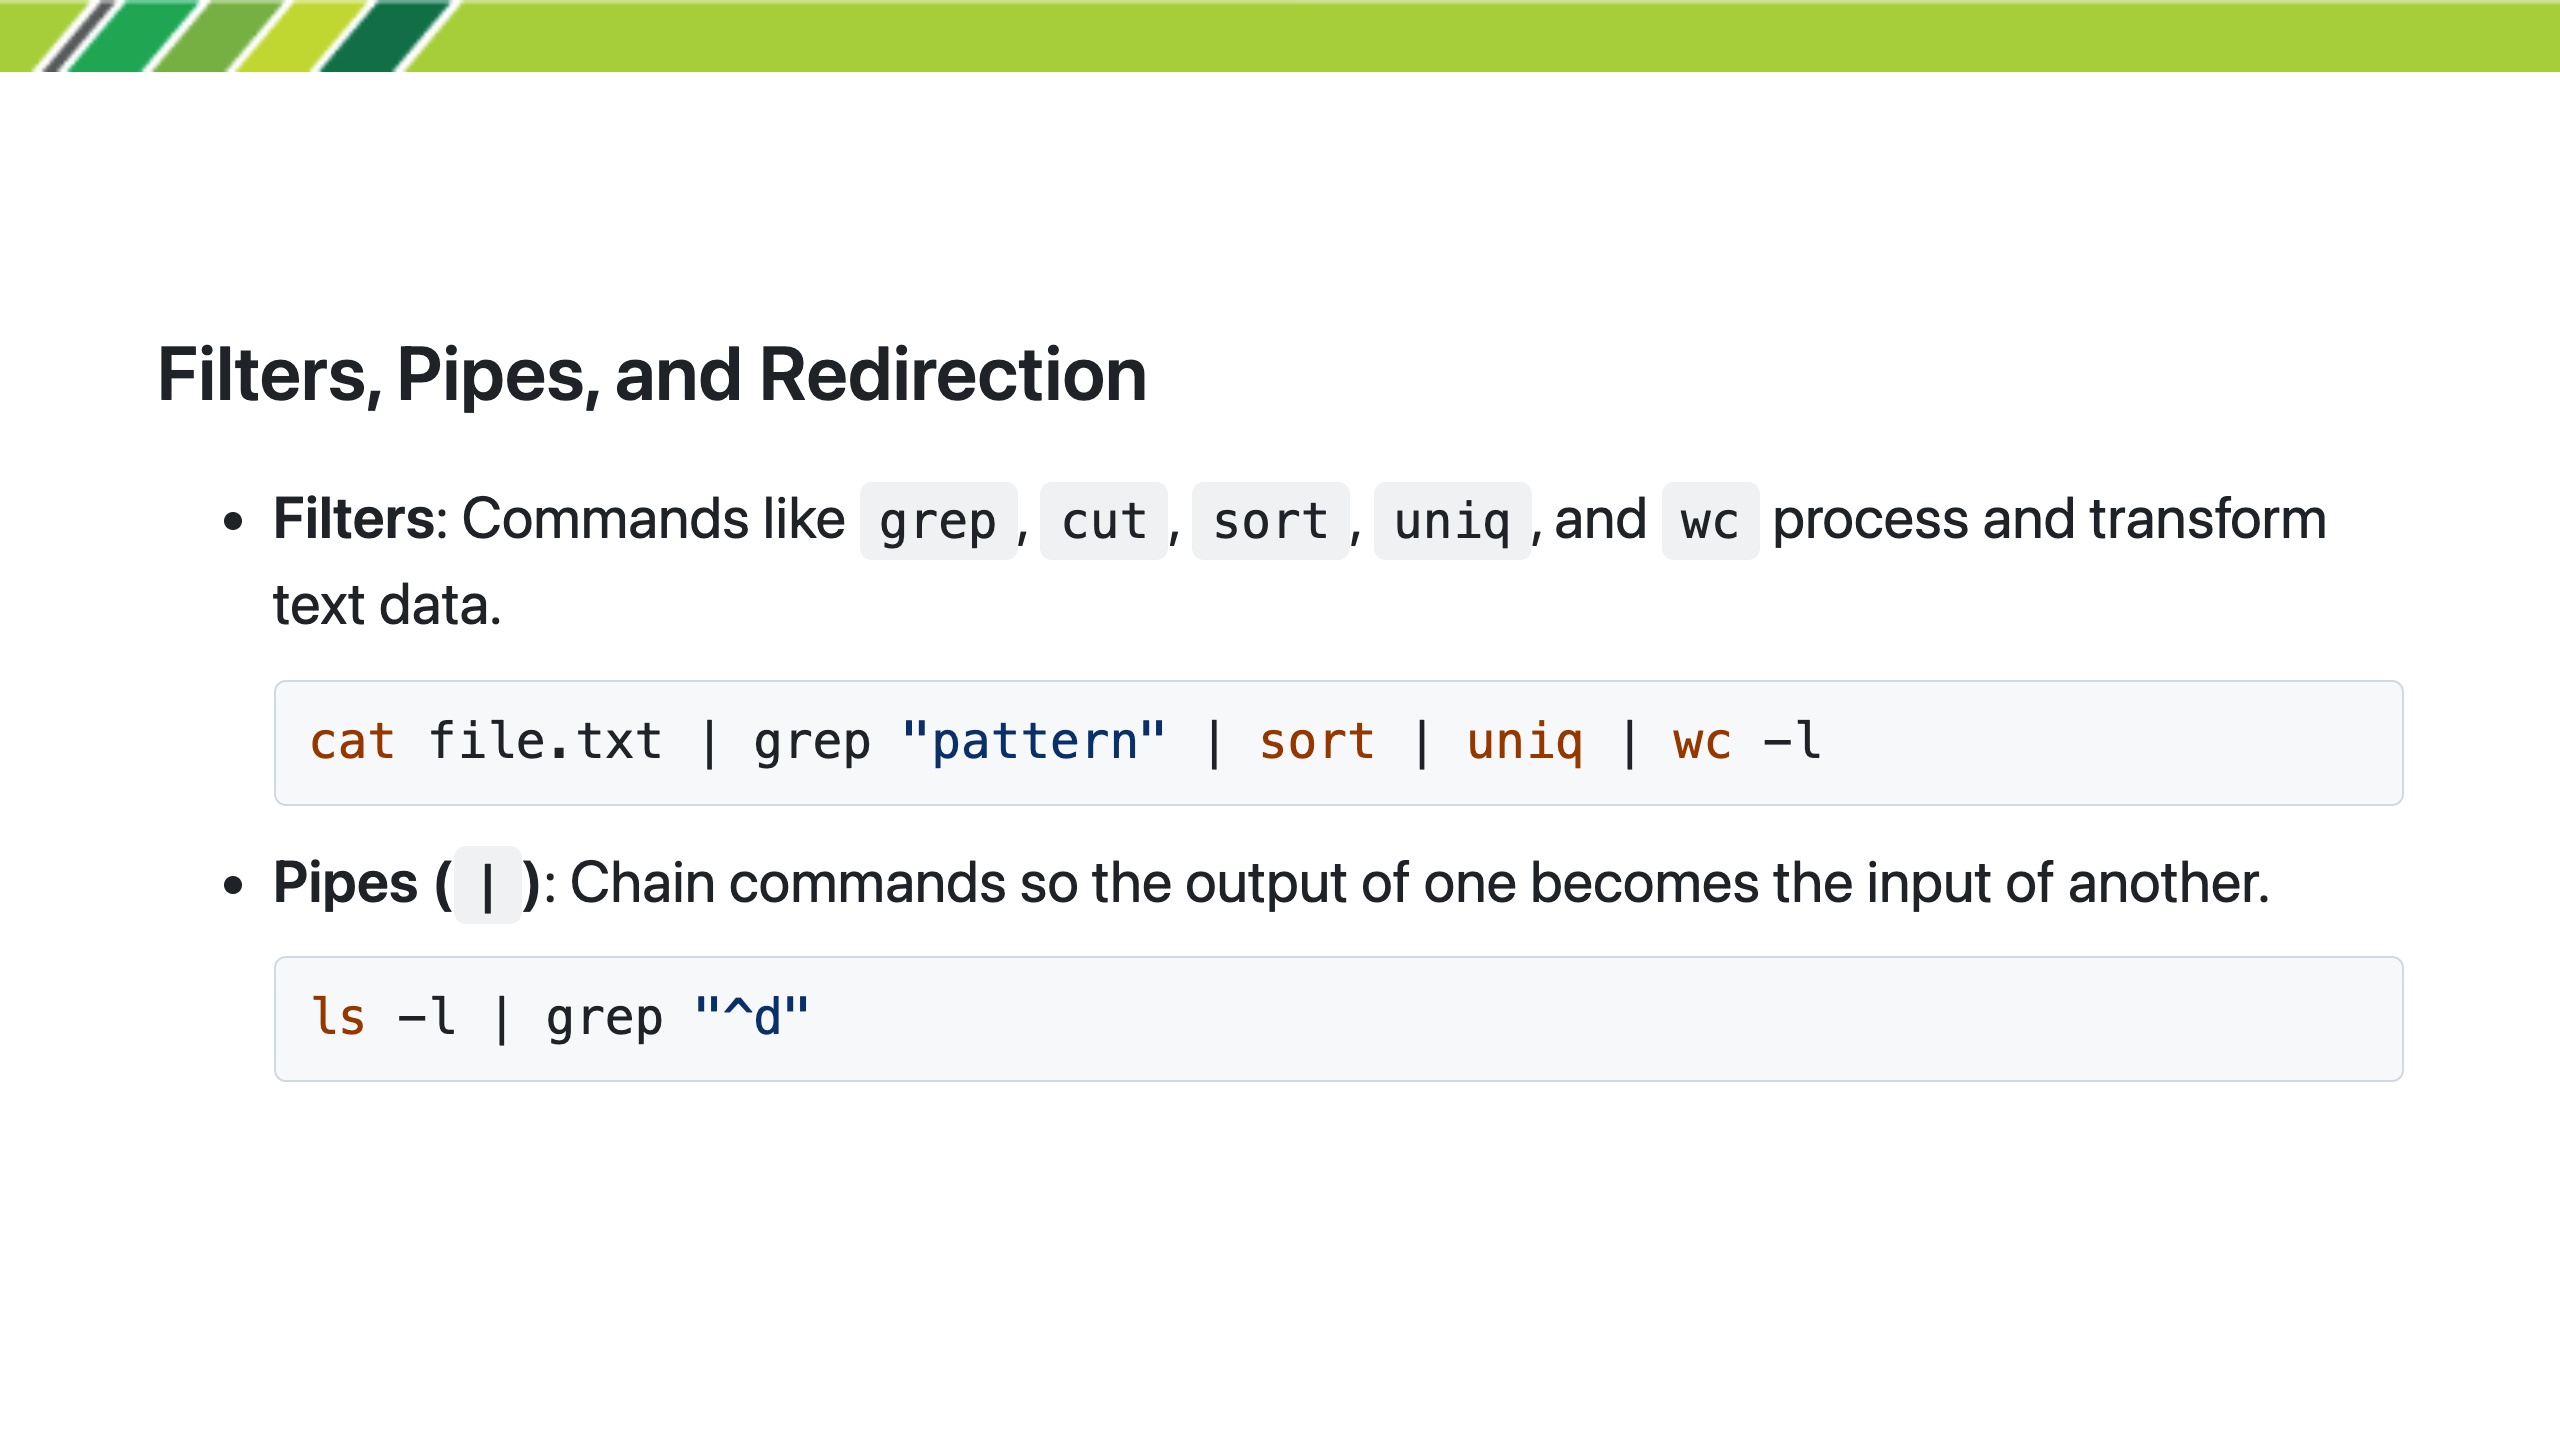 Filters, Pipes, and Redirection
• Filters: Commands like grep, cut, sort, uniq, and wc process and transform
text data.
cat file.txt | grep "pattern" | sort | uniq | wc -l
• Pipes ( | ): Chain commands so the output of one becomes the input of another.
ls -l | grep "^d"